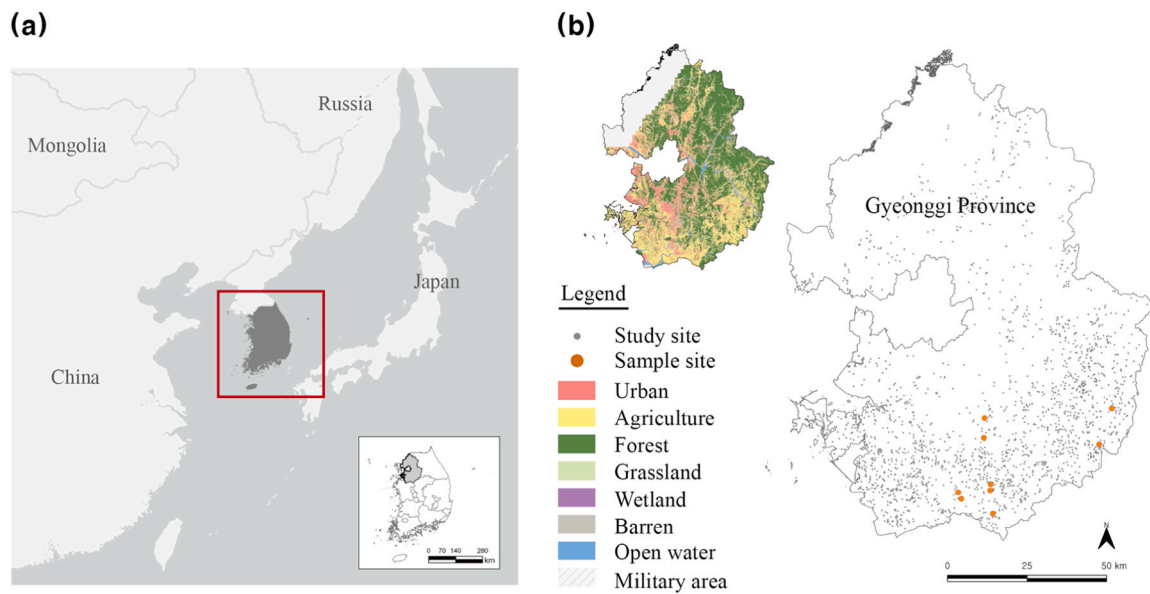 (a)
Russia
Mongolia
Japan
China
0 70 140 280
km
(b)
Gyeonggi Province
Legend
Study site
Sample site
Urban
Agriculture
Forest
Grassland
Wetland
Barren
Open water
Military area
N
0 25 50 km